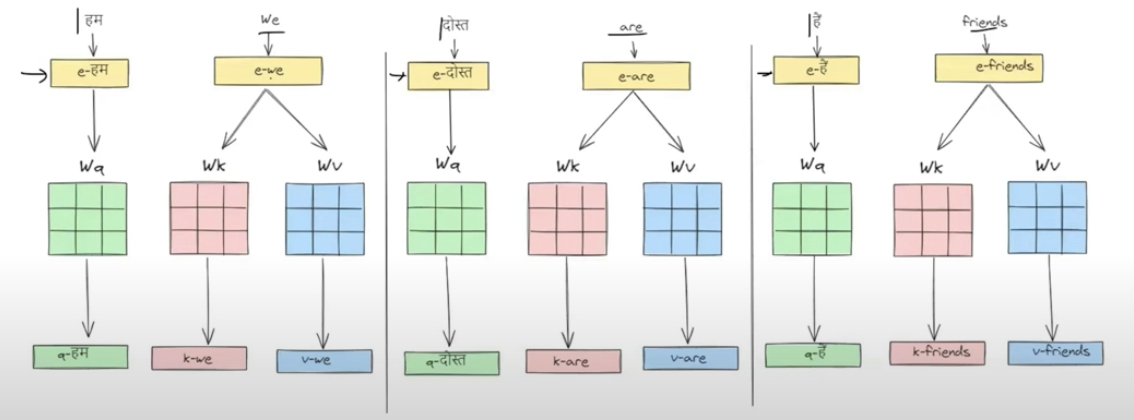 हम
we
दोस्त
are
हैं
friends
e-हम
e-we
e-दोस्त
e-are
e-हैं
e-friends
Wq
Wk
Wv
Wq
Wk
Wv
Wq
Wk
Wv
q-हम
k-we
v-we
q-दोस्त
k-are
v-are
q-हैं
k-friends
v-friends